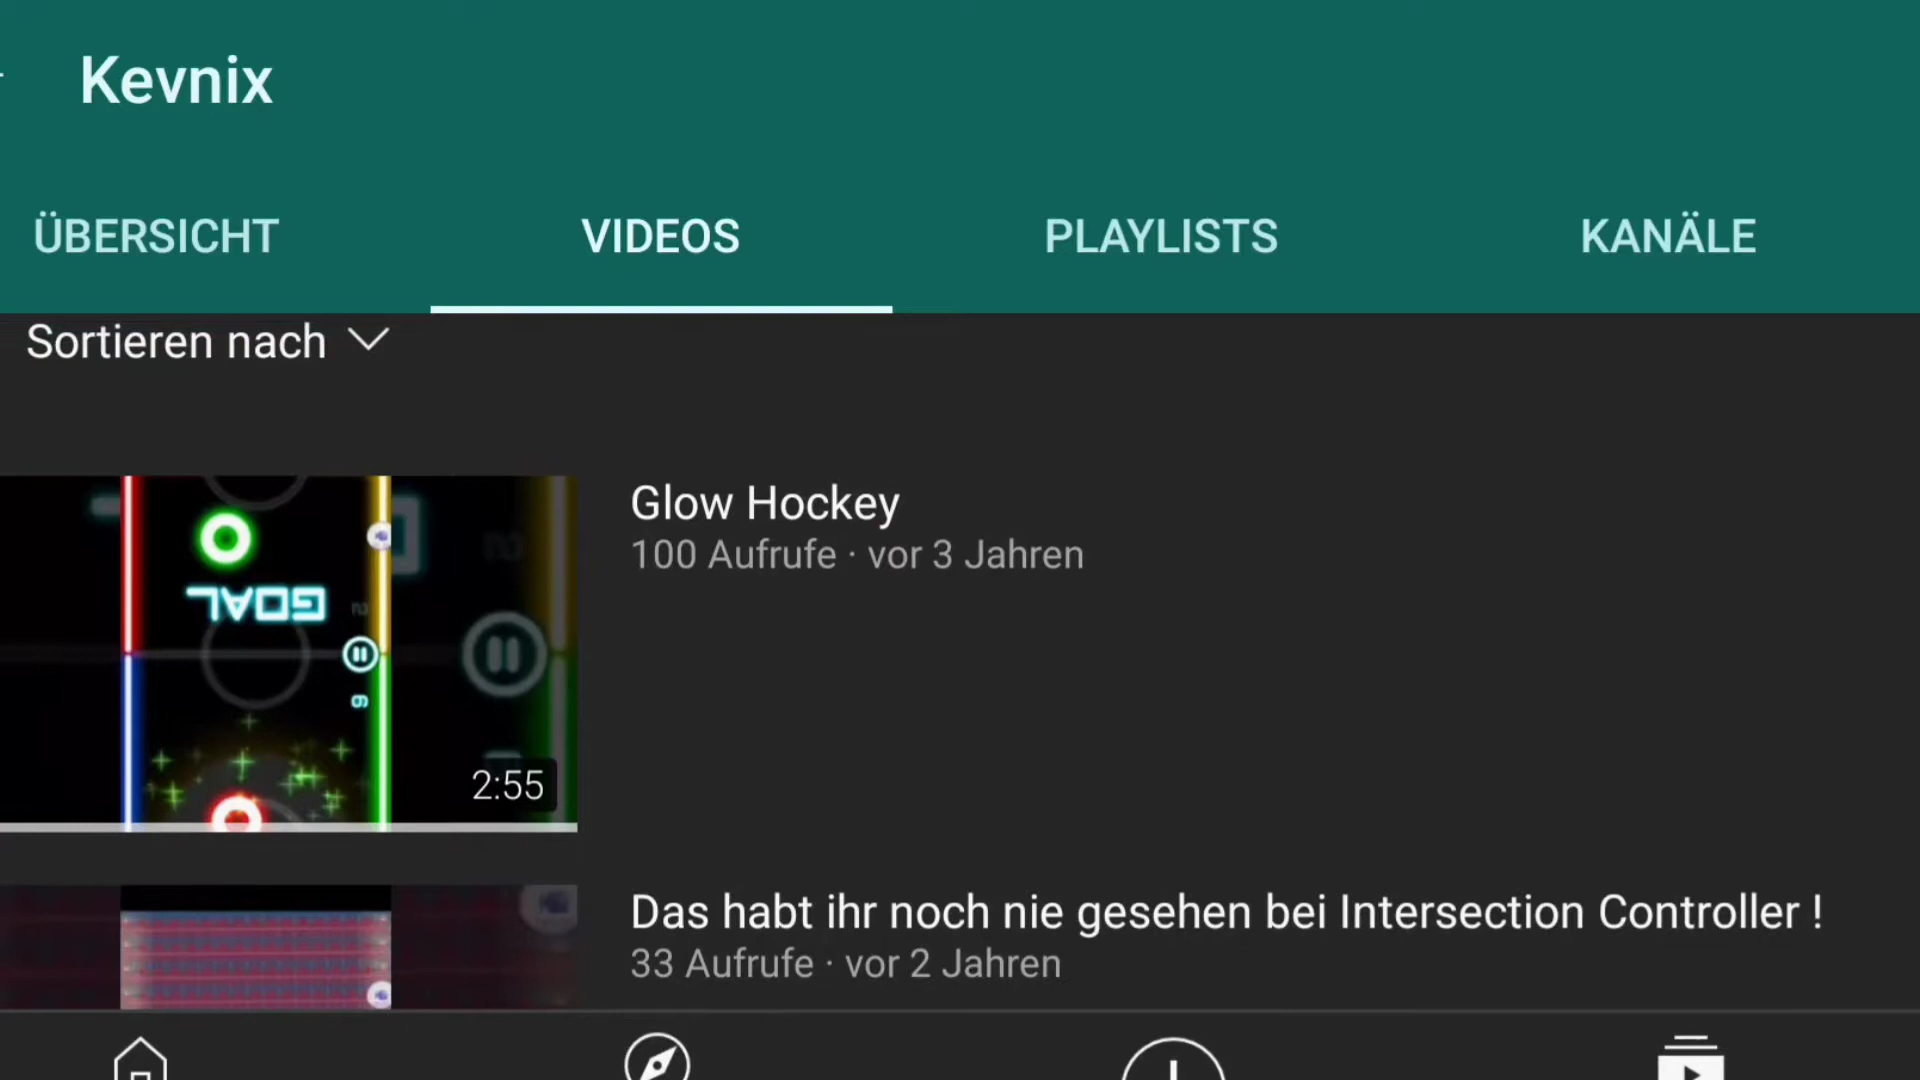 Kevnix
ÜBERSICHT VIDEOS PLAYLISTS KANÄLE
Sortieren nach
Glow Hockey
100 Aufrufe · vor 3 Jahren
GOAL
2:55
Das habt ihr noch nie gesehen bei Intersection Controller !
33 Aufrufe · vor 2 Jahren